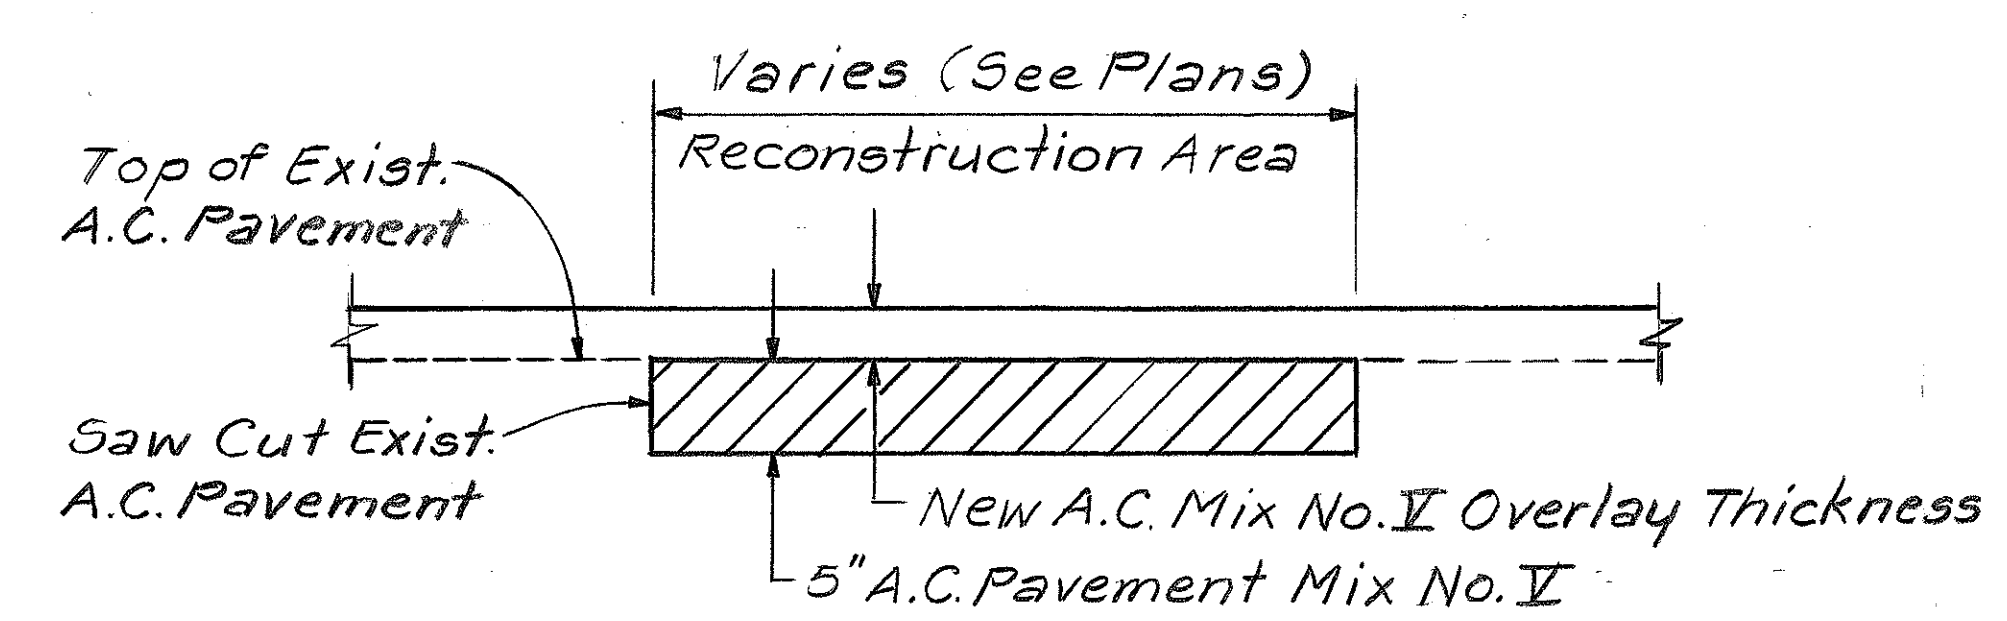 Varies (See Plans)
Reconstruction Area
Top of Exist.
A.C. Pavement
Saw Cut Exist.
A.C. Pavement
New A.C. Mix No. V Overlay Thickness
5" A.C. Pavement Mix No. V